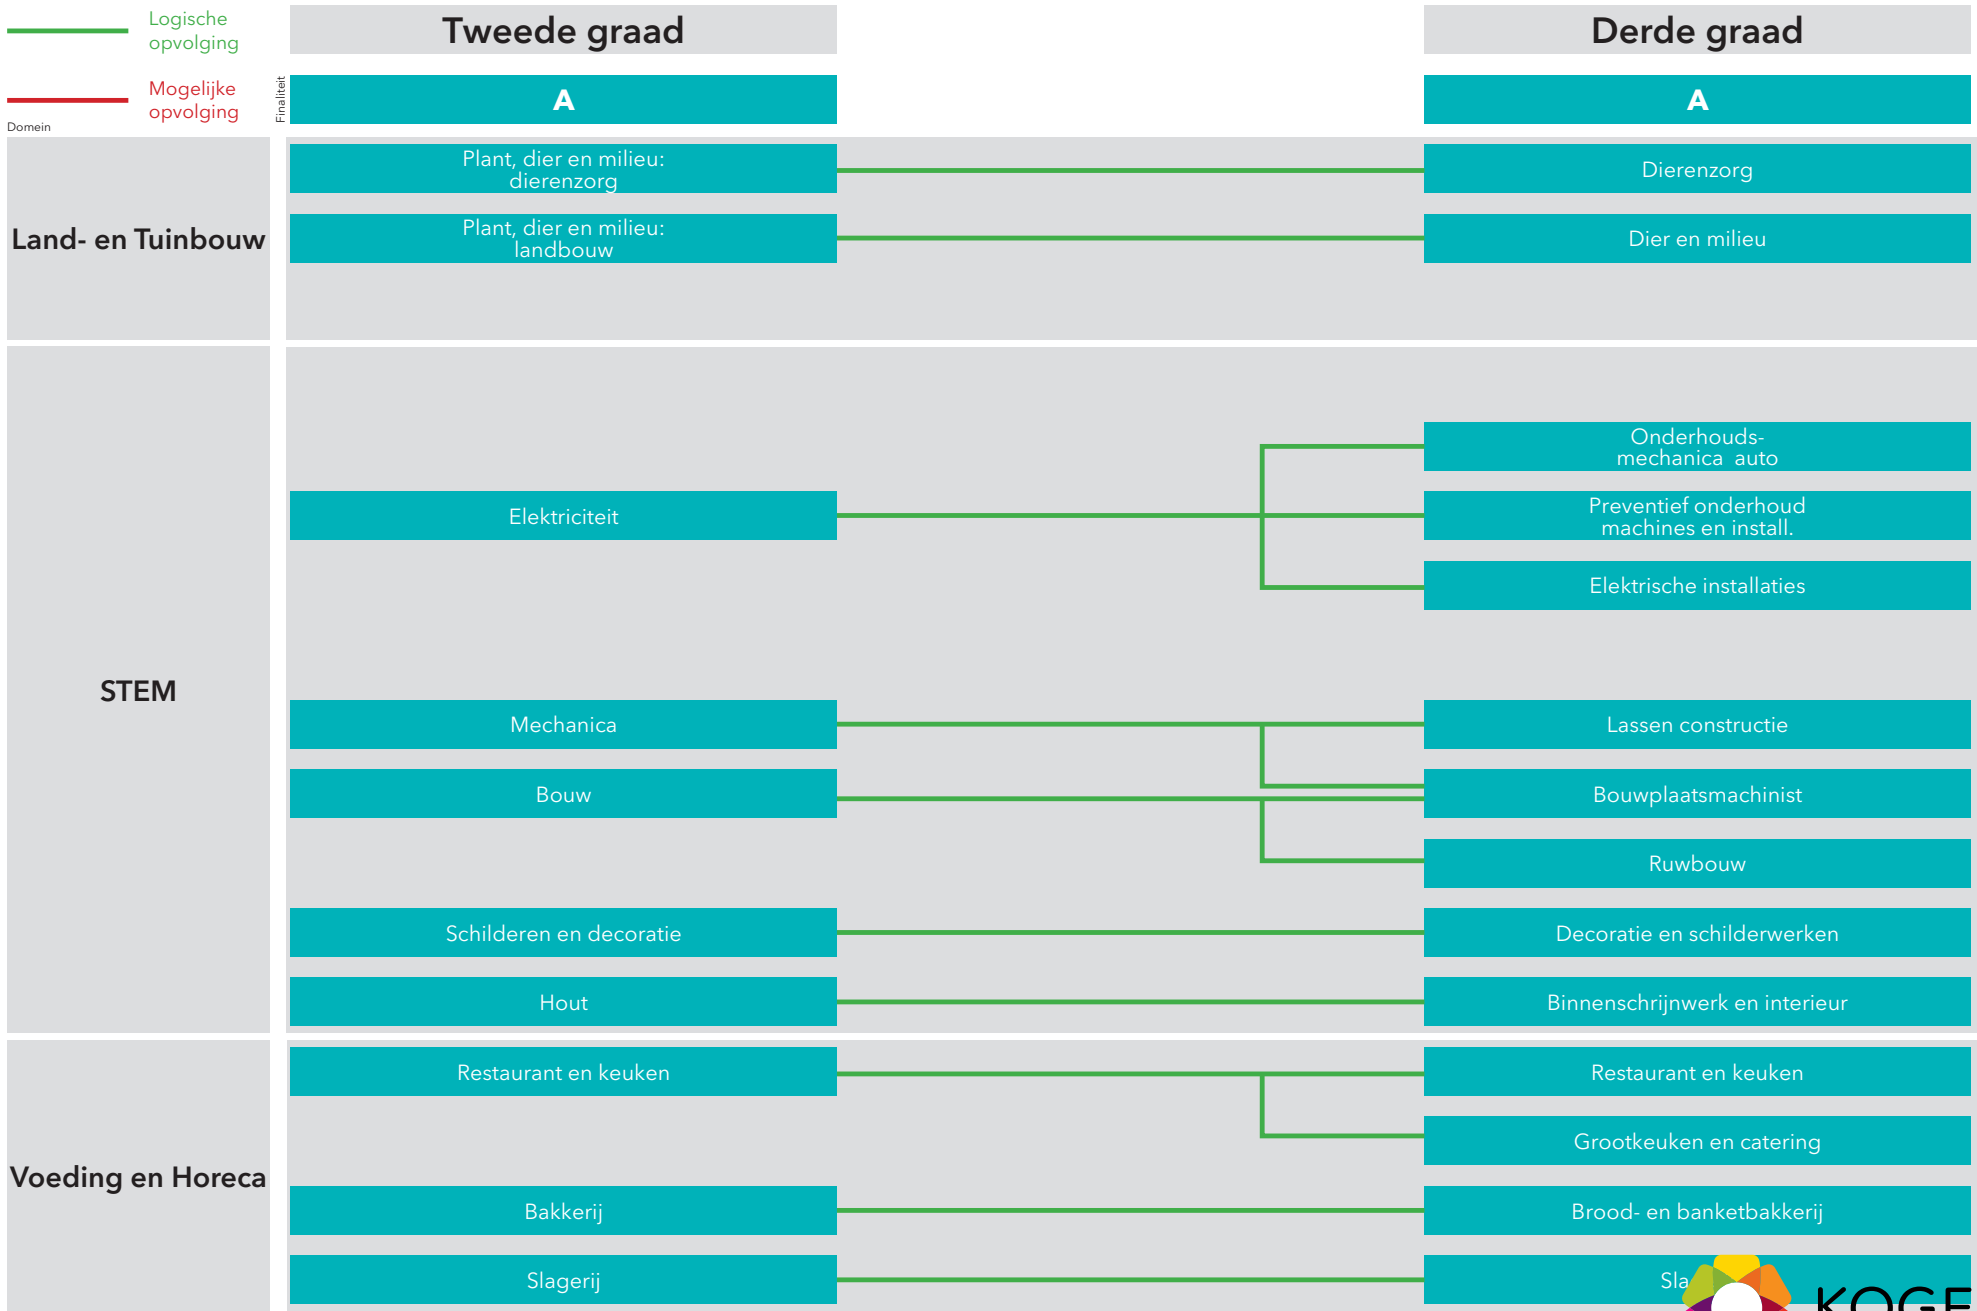 Logische
opvolging
Mogelijke
opvolging
Domein
Finaliteit
Tweede graad
Derde graad
A
A
Land- en Tuinbouw
Plant, dier en milieu:
dierenzorg
Dierenzorg
Plant, dier en milieu:
landbouw
Dier en milieu
STEM
Onderhouds-
mechanica auto
Elektriciteit
Preventief onderhoud
machines en install.
Elektrische installaties
Mechanica
Lassen constructie
Bouw
Bouwplaatsmachinist
Ruwbouw
Schilderen en decoratie
Decoratie en schilderwerken
Hout
Binnenschrijnwerk en interieur
Voeding en Horeca
Restaurant en keuken
Restaurant en keuken
Grootkeuken en catering
Bakkerij
Brood- en banketbakkerij
Slagerij